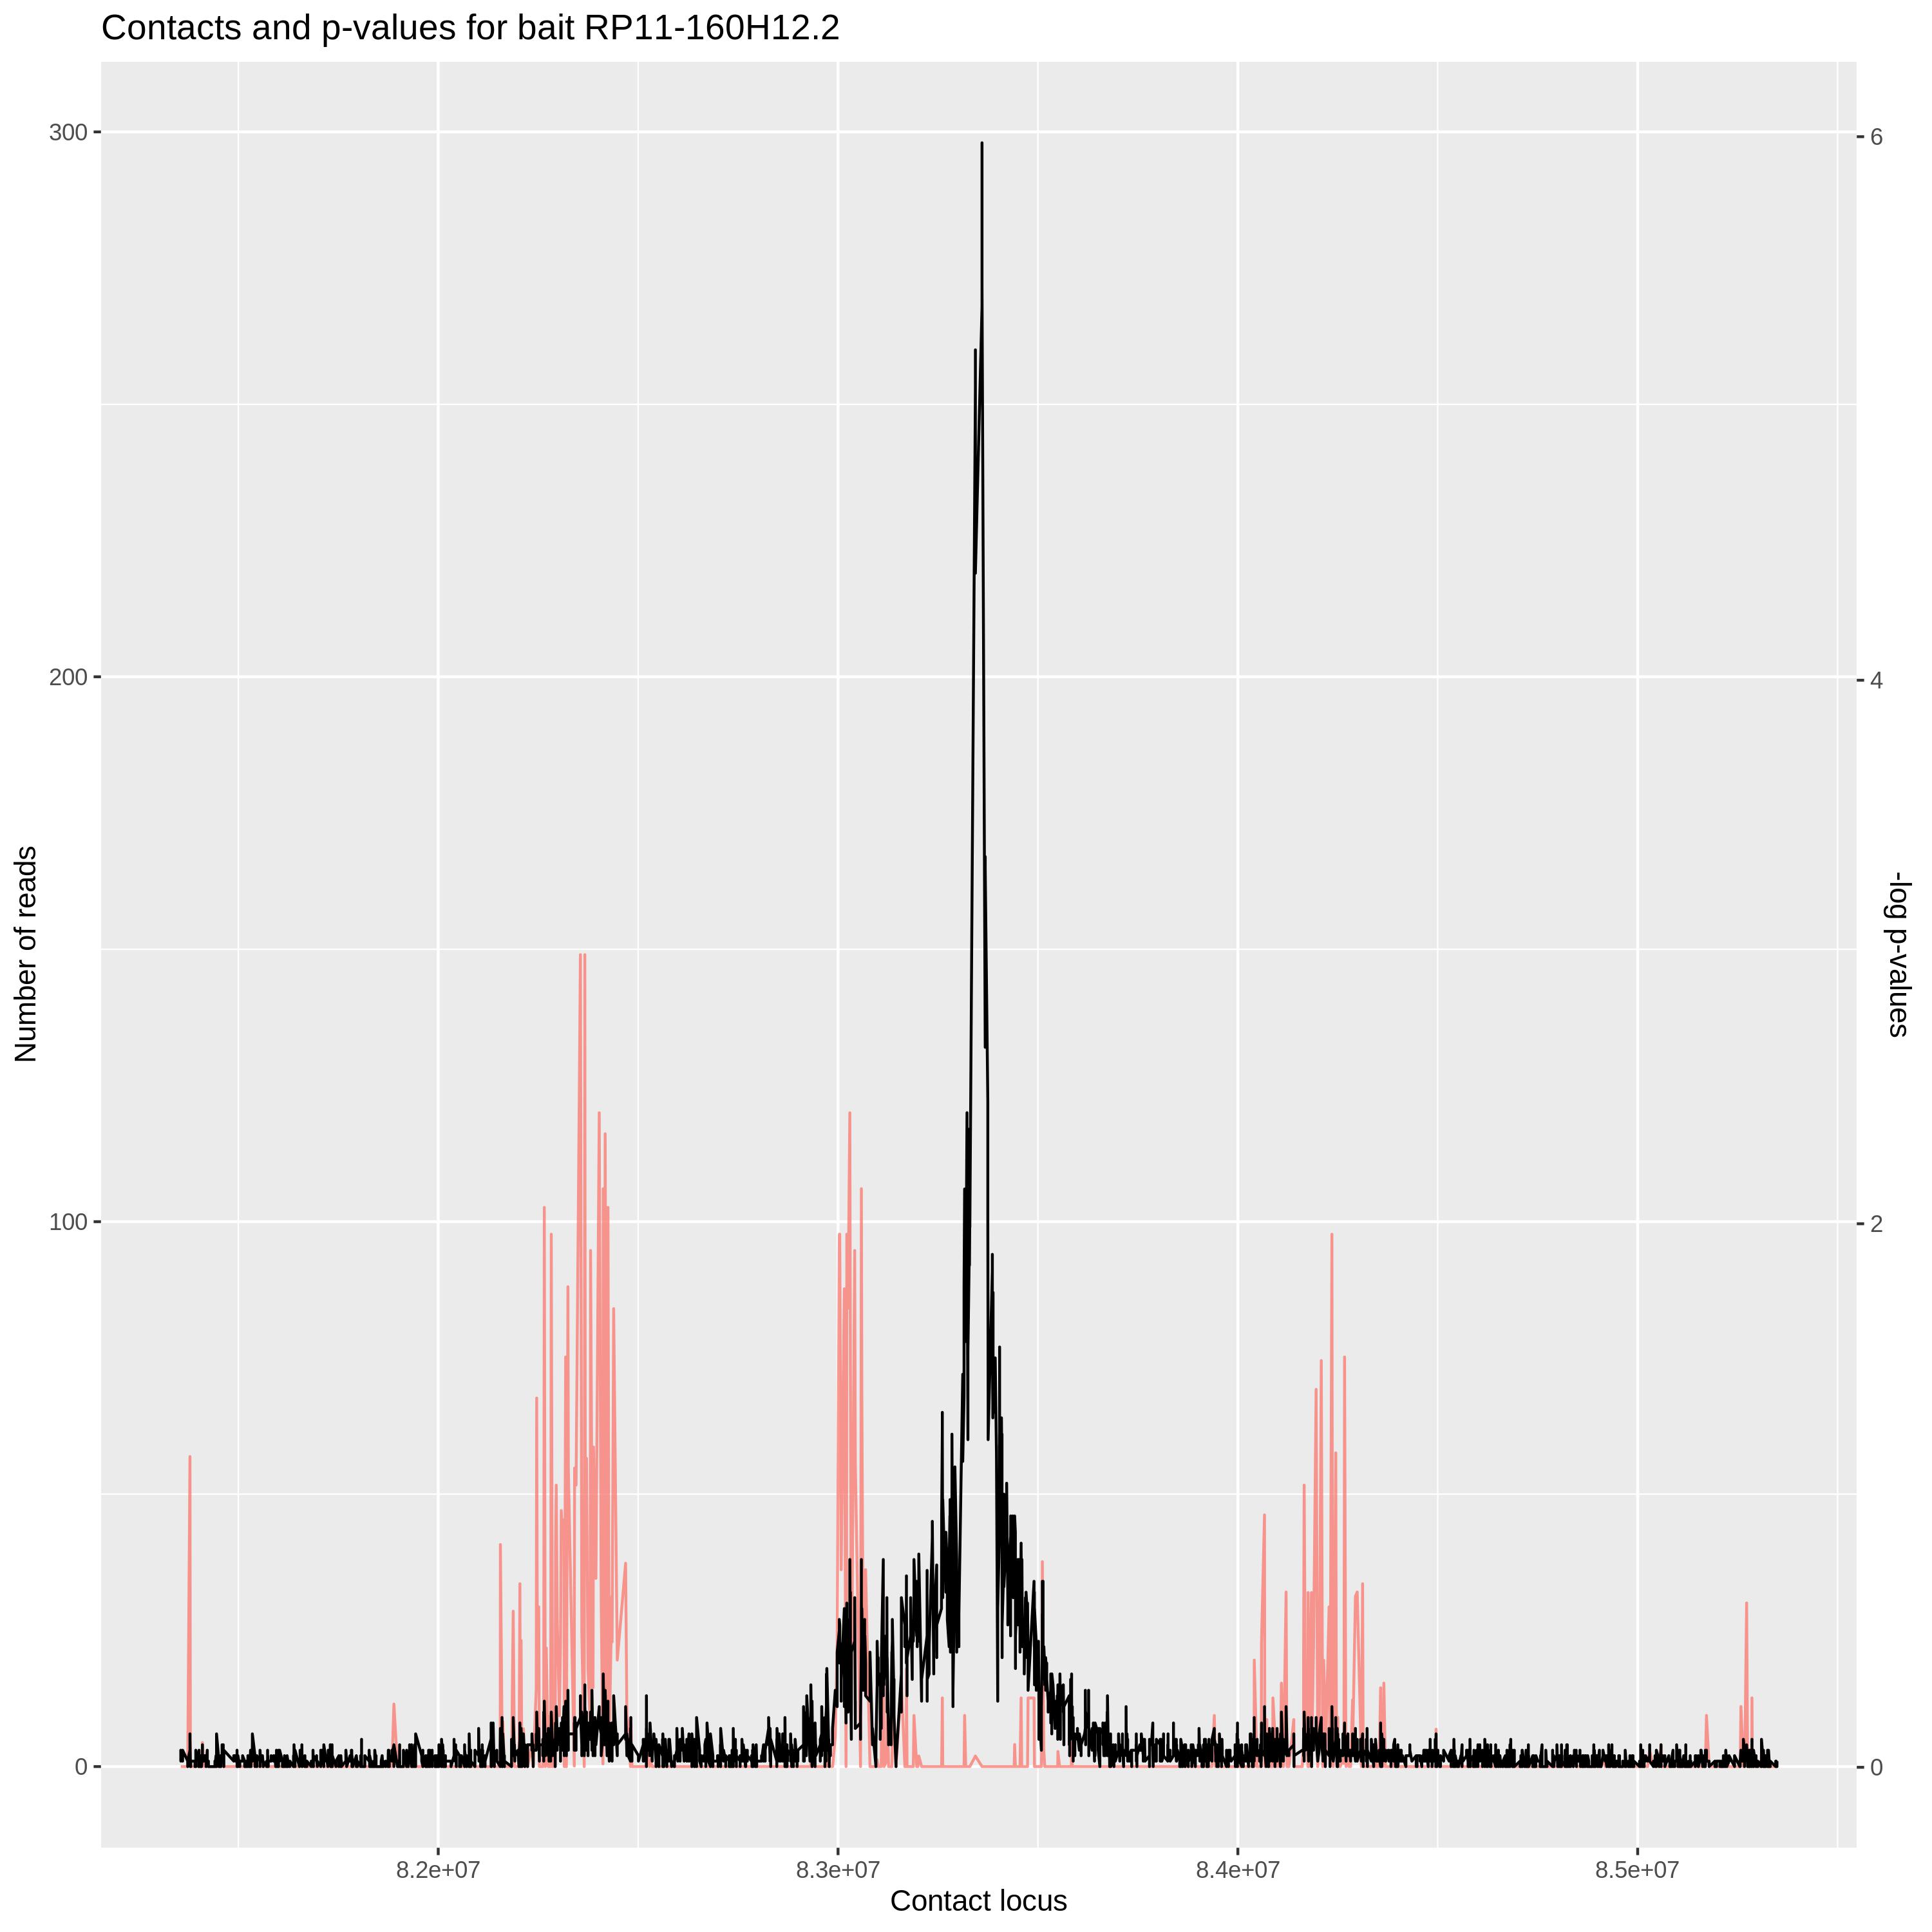 Contacts and p-values for bait RP11-160H12.2
300
200
100
0
Number of reads
6
4
2
0
-log p-values
8.2e+07
8.3e+07
8.4e+07
8.5e+07
Contact locus